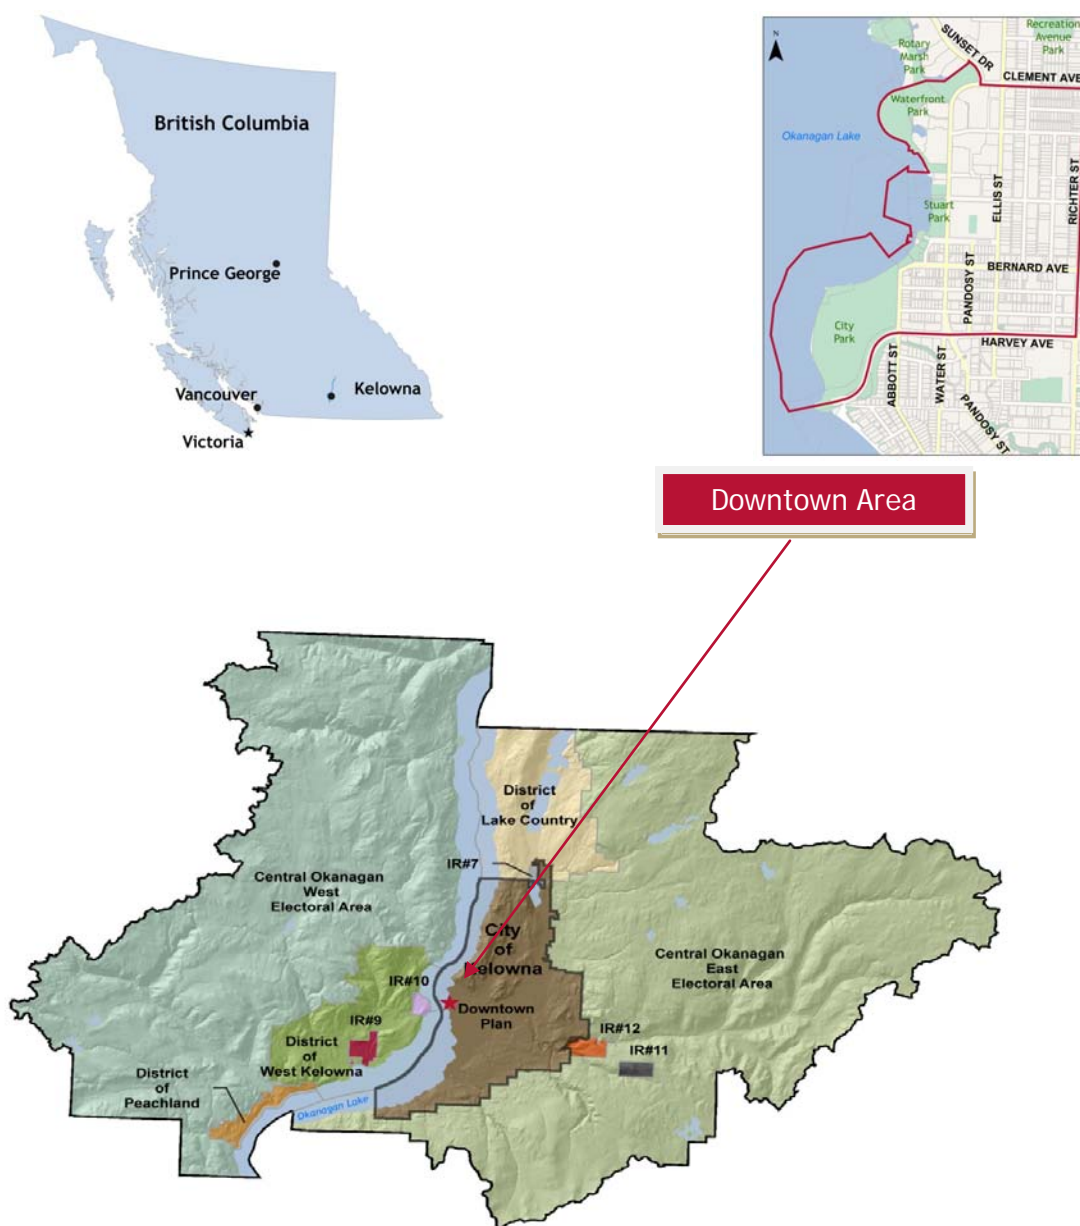 British Columbia
Prince George
Vancouver
Kelowna
Victoria
N
Recreation
Avenue
Park
SUNSET DR
Rotary
Marsh
Park
CLEMENT AVE
Waterfront
Park
Okanagan Lake
ELLIS ST
RICHTER ST
Stuart
Park
BERNARD AVE
PANDOSY ST
City
Park
HARVEY AVE
ABBOTT ST
WATER ST
PANDOSY ST
Downtown Area
District
of
Lake Country
IR#7
Central Okanagan
West
Electoral Area
City
of
Kelowna
Central Okanagan
East
Electoral Area
IR#10
Downtown
Plan
IR#9
IR#12
IR#11
District
of
West Kelowna
District
of
Peachland
Okanagan Lake